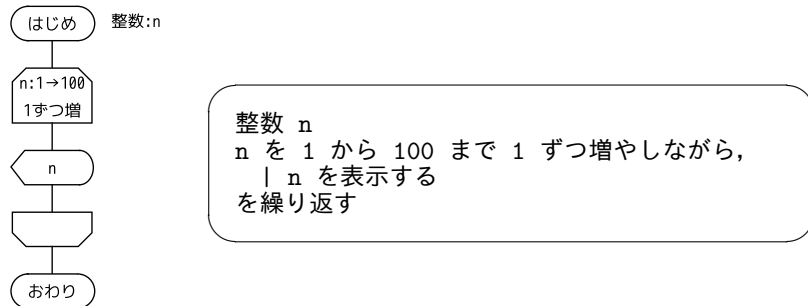 はじめ
整数:n
n:1→100
1ずつ増
n
おわり
整数 n
n を 1 から 100 まで 1 ずつ増やしながら,
| n を表示する
を繰り返す